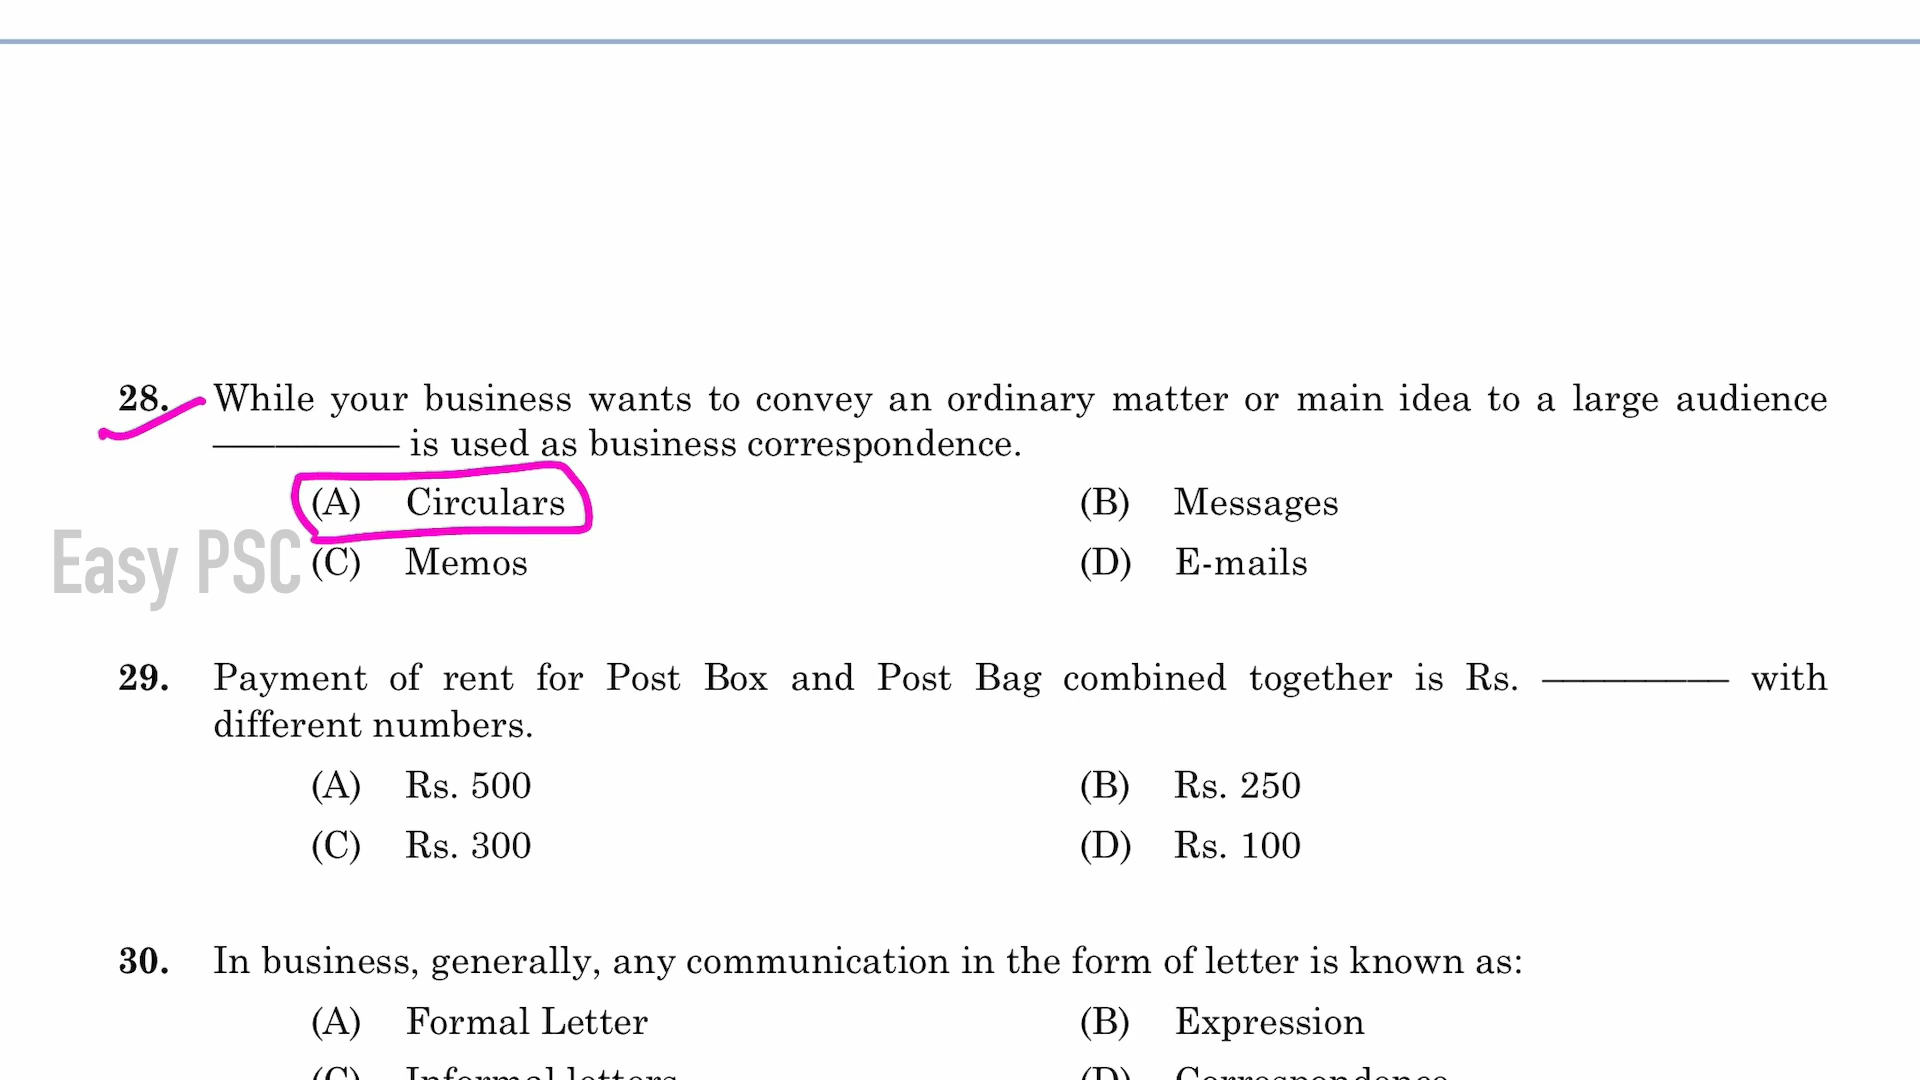 28. While your business wants to convey an ordinary matter or main idea to a large audience
————— is used as business correspondence.
(A) Circulars (B) Messages
Easy PSC
(C) Memos (D) E-mails
29. Payment of rent for Post Box and Post Bag combined together is Rs. ————— with
different numbers.
(A) Rs. 500 (B) Rs. 250
(C) Rs. 300 (D) Rs. 100
30. In business, generally, any communication in the form of letter is known as:
(A) Formal Letter (B) Expression
(C) Informal letters (D) Correspondence